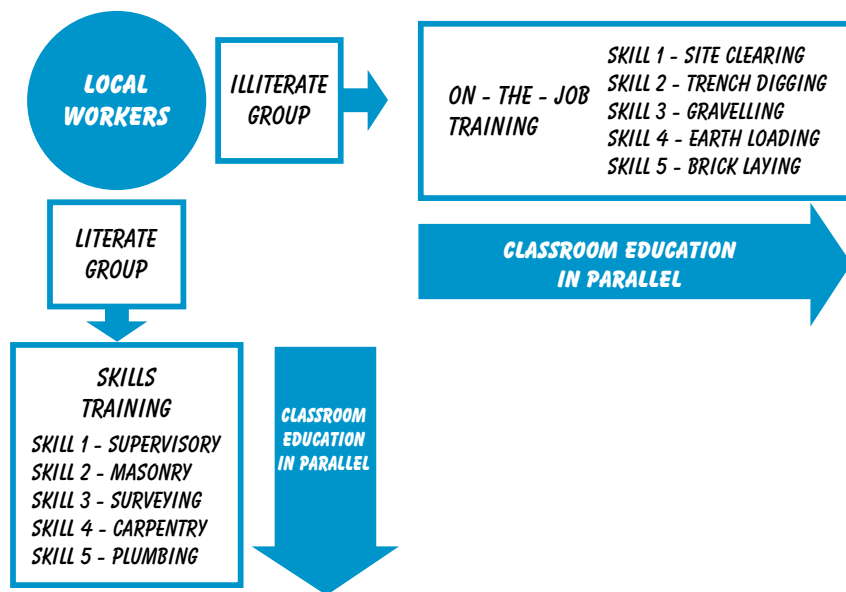 LOCAL
WORKERS
ILLITERATE
GROUP
ON - THE - JOB
TRAINING
SKILL 1 - SITE CLEARING
SKILL 2 - TRENCH DIGGING
SKILL 3 - GRAVELLING
SKILL 4 - EARTH LOADING
SKILL 5 - BRICK LAYING
CLASSROOM EDUCATION
IN PARALLEL
LITERATE
GROUP
SKILLS
TRAINING
SKILL 1 - SUPERVISORY
SKILL 2 - MASONRY
SKILL 3 - SURVEYING
SKILL 4 - CARPENTRY
SKILL 5 - PLUMBING
CLASSROOM
EDUCATION
IN PARALLEL